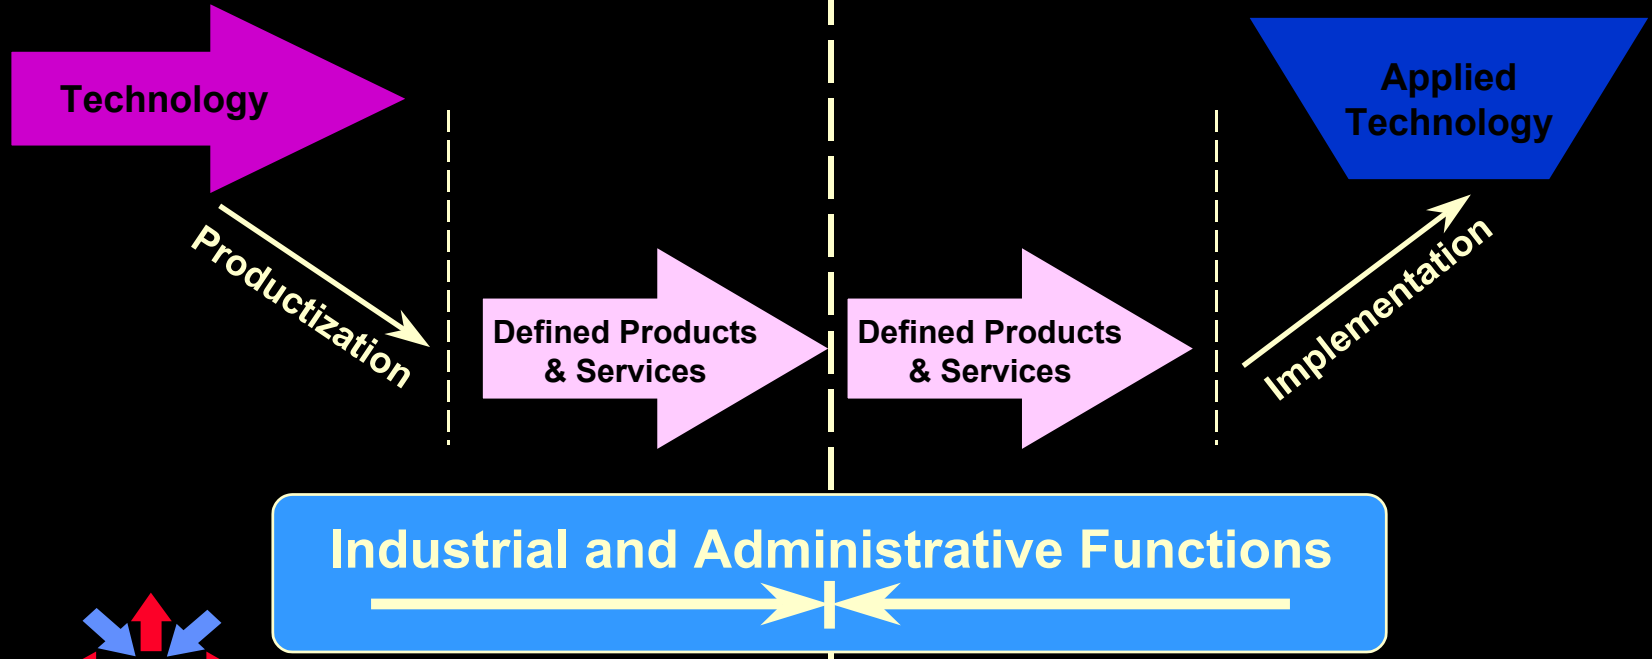 Technology
Applied
Technology
Productization
Defined Products
& Services
Defined Products
& Services
Implementation
Industrial and Administrative Functions